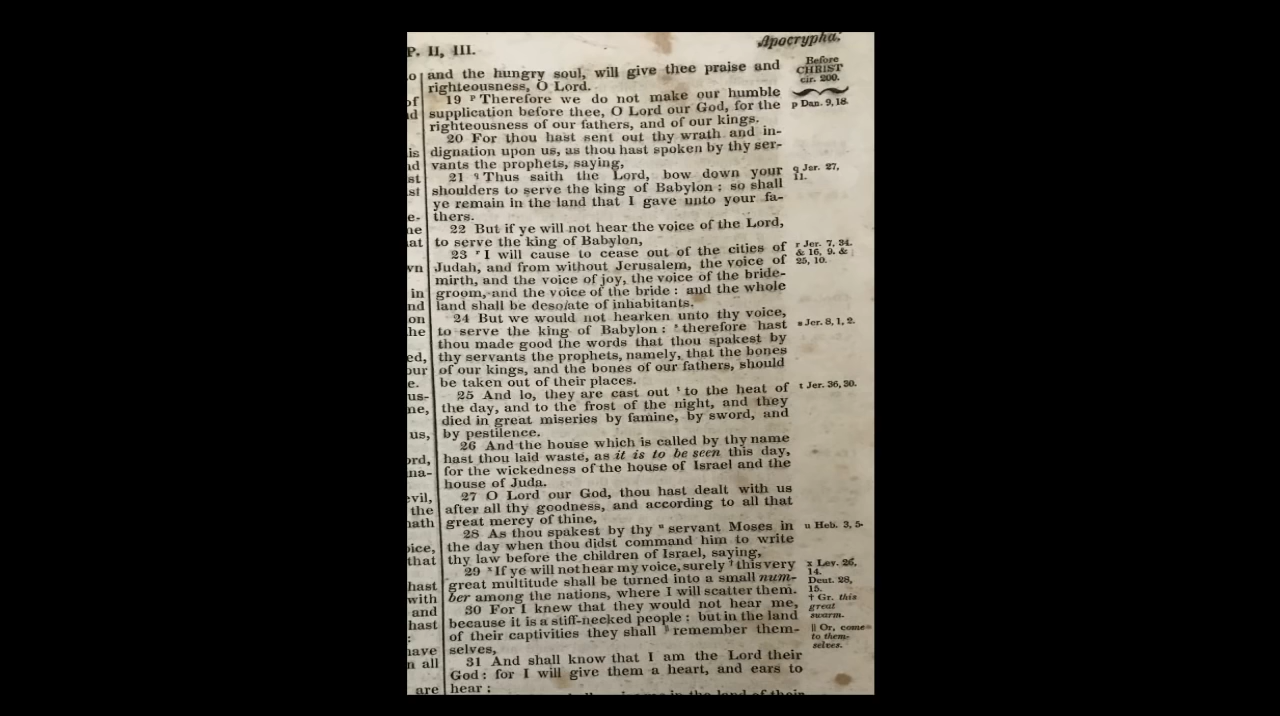 P. II, III.
Apocrypha.
and the hungry soul, will give thee praise and
righteousness, O Lord.
19 p Therefore we do not make our humble
supplication before thee, O Lord our God, for the
righteousness of our fathers, and of our kings.
20 For thou hast sent out thy wrath and in-
dignation upon us, as thou hast spoken by thy ser-
vants the prophets, saying,
21 q Thus saith the Lord, bow down your
shoulders to serve the king of Babylon : so shall
ye remain in the land that I gave unto your fa-
thers.
22 But if ye will not hear the voice of the Lord,
to serve the king of Babylon,
23 r I will cause to cease out of the cities of
Judah, and from without Jerusalem, the voice of
mirth, and the voice of joy, the voice of the bride-
groom, and the voice of the bride : and the whole
land shall be desolate of inhabitants.
24 But we would not hearken unto thy voice,
to serve the king of Babylon : s therefore hast
thou made good the words that thou spakest by
thy servants the prophets, namely, that the bones
of our kings, and the bones of our fathers, should
be taken out of their places.
25 And lo, they are cast out t to the heat of
the day, and to the frost of the night, and they
died in great miseries by famine, by sword, and
by pestilence.
26 And the house which is called by thy name
hast thou laid waste, as it is to be seen this day,
for the wickedness of the house of Israel and the
house of Juda.
27 O Lord our God, thou hast dealt with us
after all thy goodness, and according to all that
great mercy of thine,
28 As thou spakest by thy u servant Moses in
the day when thou didst command him to write
thy law before the children of Israel, saying,
29 x If ye will not hear my voice, surely † this very
great multitude shall be turned into a small num-
ber among the nations, where I will scatter them.
30 For I knew that they would not hear me,
because it is a stiff-necked people : but in the land
of their captivities they shall || remember them-
selves,
31 And shall know that I am the Lord their
God : for I will give them a heart, and ears to
hear :
Before
CHRIST
cir. 200.
p Dan. 9, 18.
q Jer. 27,
11.
r Jer. 7, 34.
& 16, 9. &
25, 10.
s Jer. 8, 1, 2.
t Jer. 36, 30.
u Heb. 3, 5.
x Lev. 26,
14.
Deut. 28,
15.
† Gr. this
great
swarm.
|| Or, come
to them-
selves.